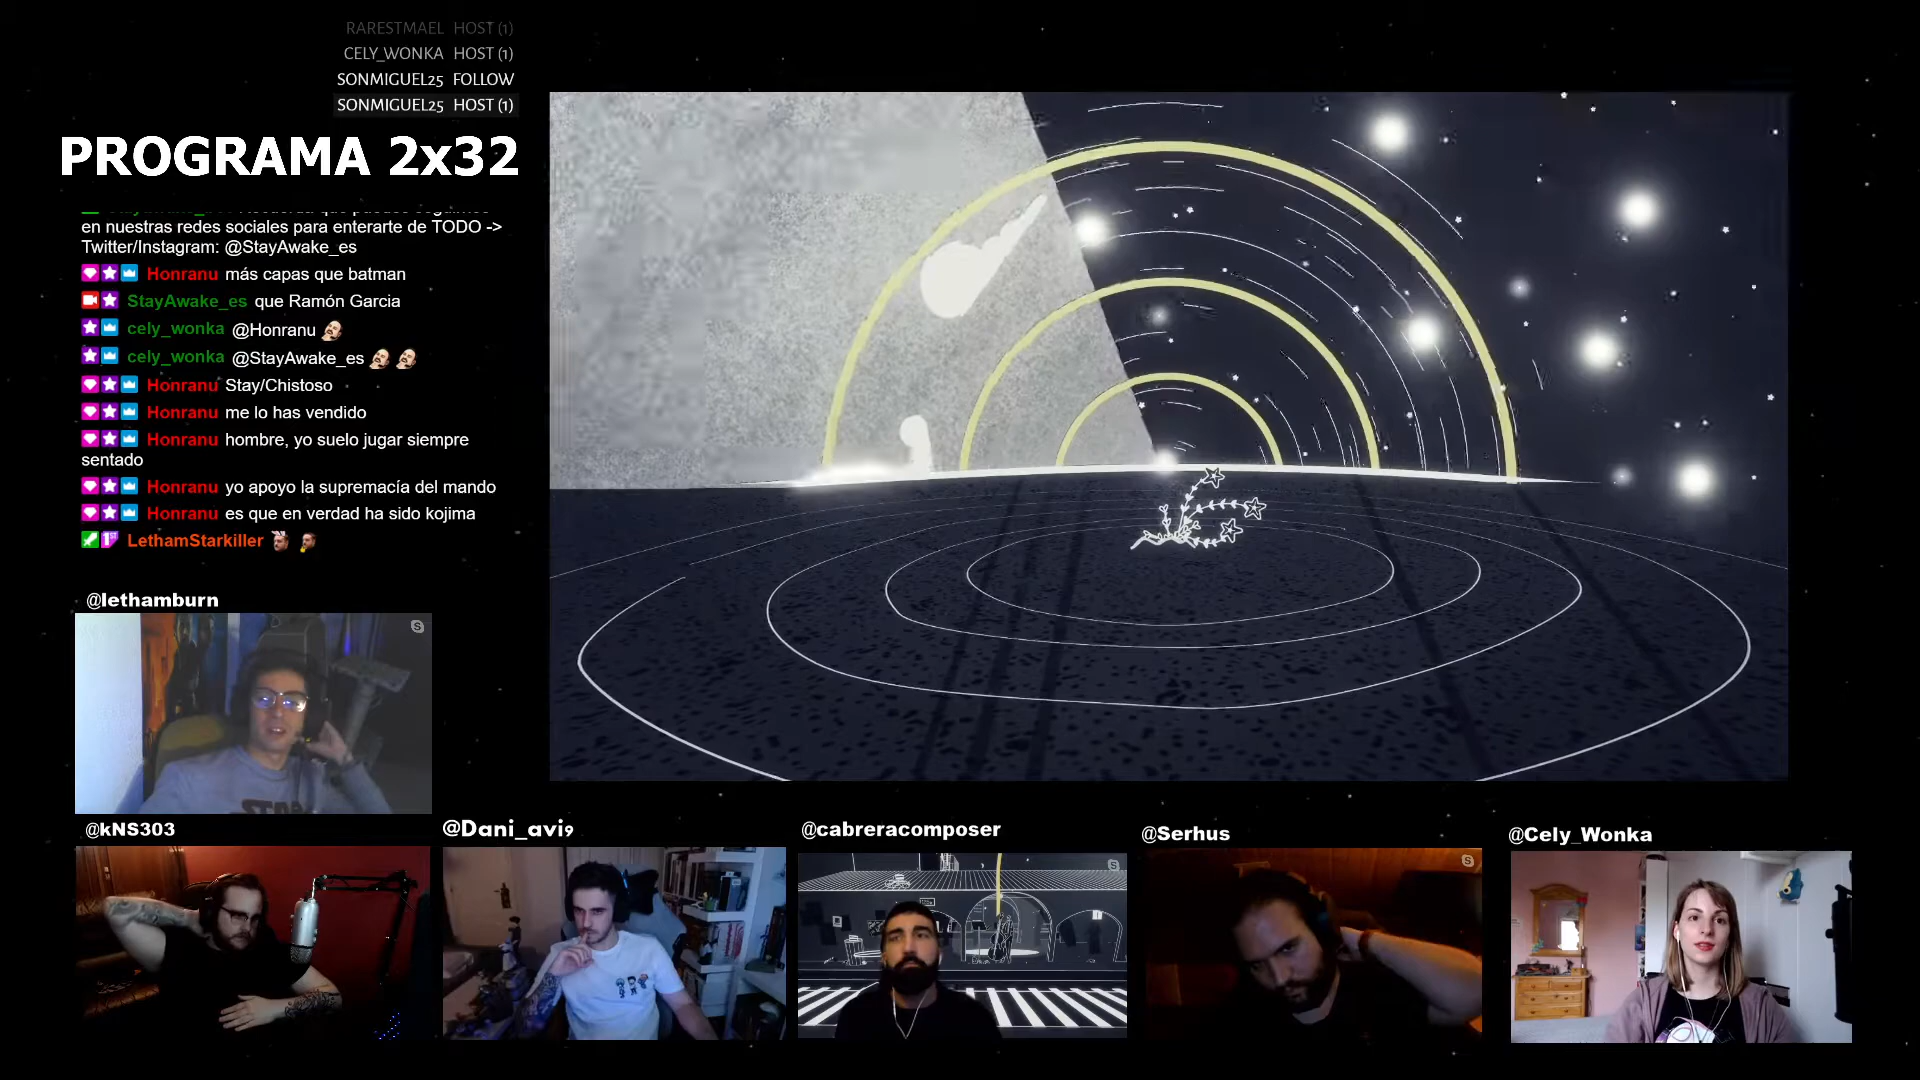 RARESTMAEL HOST (1)
CELY_WONKA HOST (1)
SONMIGUEL25 FOLLOW
SONMIGUEL25 HOST (1)
PROGRAMA 2x32
en nuestras redes sociales para enterarte de TODO ->
Twitter/Instagram: @StayAwake_es
Honranu más capas que batman
StayAwake_es que Ramón Garcia
cely_wonka @Honranu
cely_wonka @StayAwake_es
Honranu Stay/Chistoso
Honranu me lo has vendido
Honranu hombre, yo suelo jugar siempre
sentado
Honranu yo apoyo la supremacía del mando
Honranu es que en verdad ha sido kojima
LethamStarkiller
@lethamburn
@kNS303
@Dani_avi9
@cabreracomposer
@Serhus
@Cely_Wonka